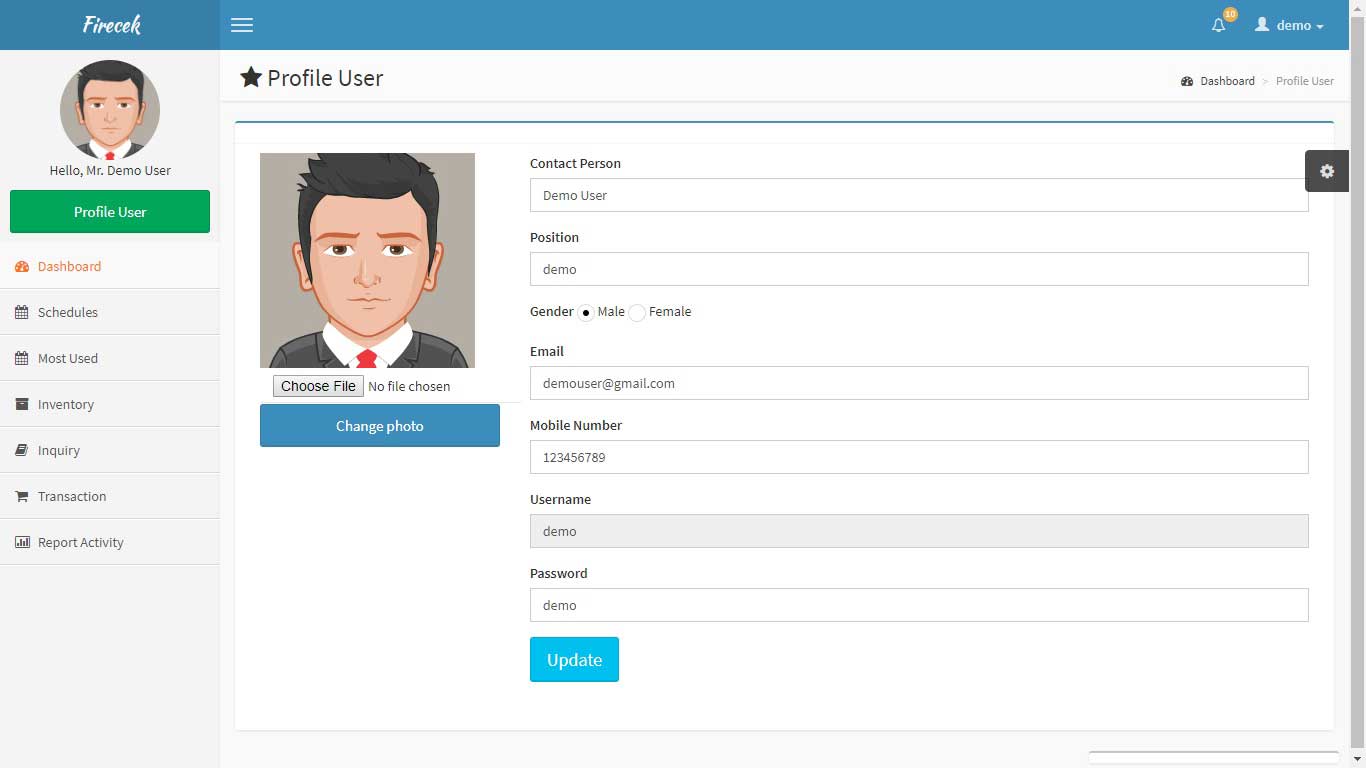 Firecek
10
demo
Hello, Mr. Demo User
Profile User
Dashboard
Schedules
Most Used
Inventory
Inquiry
Transaction
Report Activity
Profile User
Dashboard > Profile User
Choose File No file chosen
Change photo
Contact Person
Demo User
Position
demo
Gender Male Female
Email
demouser@gmail.com
Mobile Number
123456789
Username
demo
Password
demo
Update